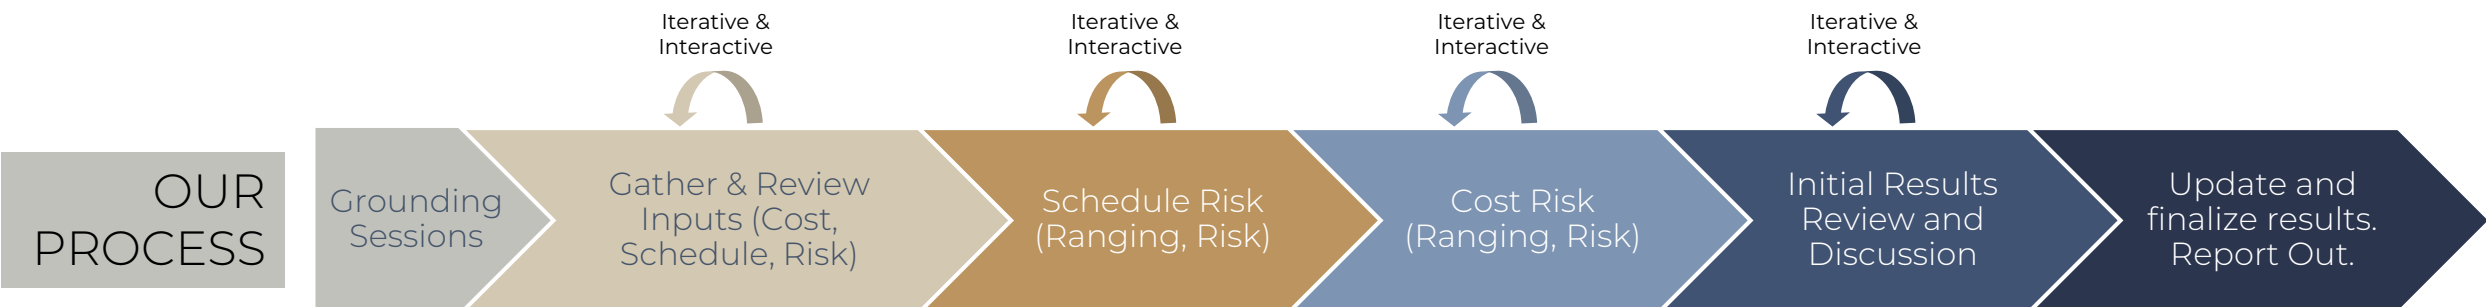 Iterative &
Interactive
Iterative &
Interactive
Iterative &
Interactive
Iterative &
Interactive
OUR
PROCESS
Grounding
Sessions
Gather & Review
Inputs (Cost,
Schedule, Risk)
Schedule Risk
(Ranging, Risk)
Cost Risk
(Ranging, Risk)
Initial Results
Review and
Discussion
Update and
finalize results.
Report Out.